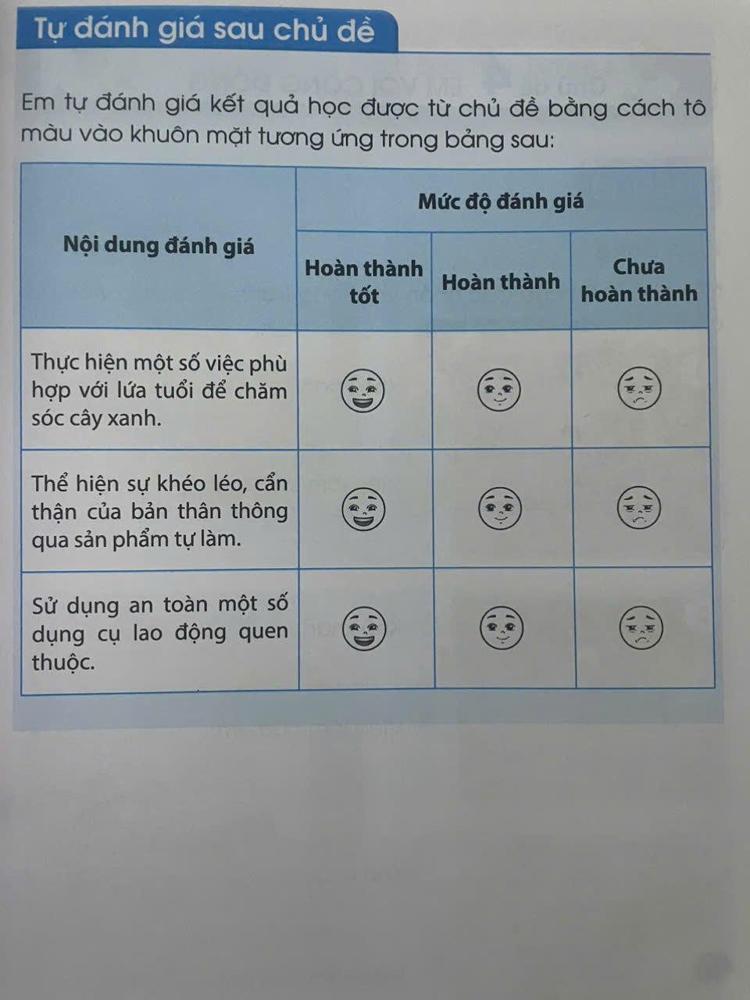 Tự đánh giá sau chủ đề
Em tự đánh giá kết quả học được từ chủ đề bằng cách tô
màu vào khuôn mặt tương ứng trong bảng sau:
Nội dung đánh giá
Mức độ đánh giá
Hoàn thành
tốt
Hoàn thành
Chưa
hoàn thành
Thực hiện một số việc phù
hợp với lứa tuổi để chăm
sóc cây xanh.
Thể hiện sự khéo léo, cẩn
thận của bản thân thông
qua sản phẩm tự làm.
Sử dụng an toàn một số
dụng cụ lao động quen
thuộc.